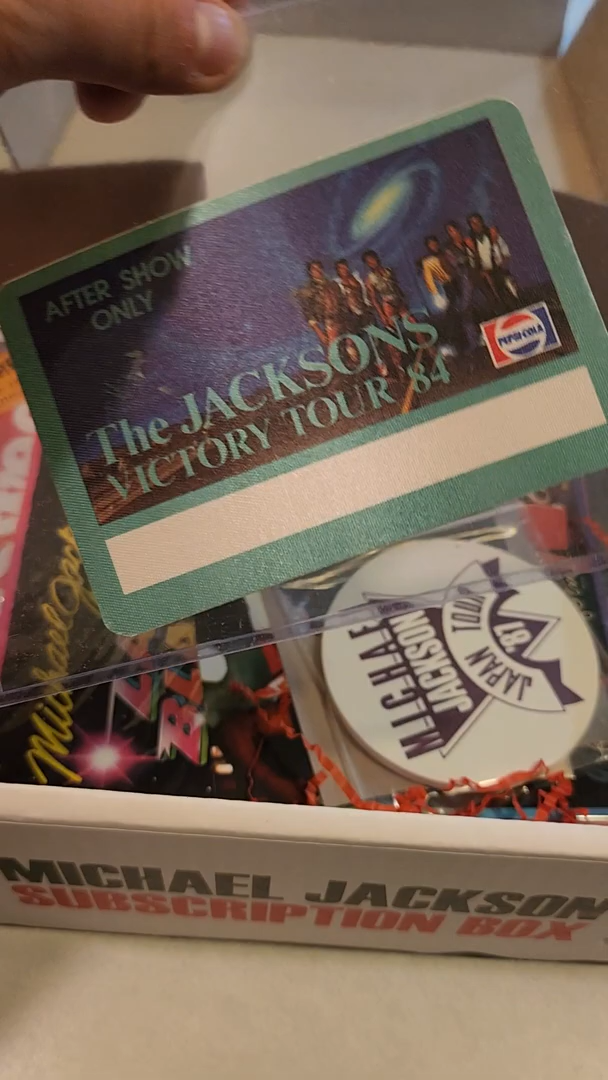 AFTER SHOW
ONLY
The JACKSONS
VICTORY TOUR '84
PEPSI-COLA
MICHAEL
JACKSON
JAPAN TOUR
'87
Michael
MICHAEL JACKSON
SUBSCRIPTION BOX